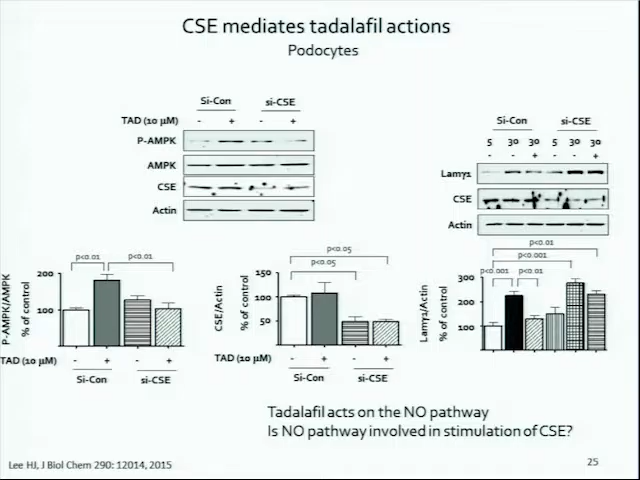 CSE mediates tadalafil actions
Podocytes
Si-Con si-CSE
TAD (10 µM) - + - +
P-AMPK
AMPK
CSE
Actin
Si-Con si-CSE
5 30 30 5 30 30
- - + - - +
Lamγ1
CSE
Actin
P-AMPK/AMPK
% of control
200
100
p<0.01 p<0.01
TAD (10 µM) - + - +
Si-Con si-CSE
CSE/Actin
% of control
150
100
50
p<0.05
p<0.05
TAD (10 µM) - + - +
Si-Con si-CSE
Lamγ1/Actin
% of control
300
200
100
p<0.01
p<0.001
p<0.001 p<0.01
Tadalafil acts on the NO pathway
Is NO pathway involved in stimulation of CSE?
Lee HJ, J Biol Chem 290: 12014, 2015
25